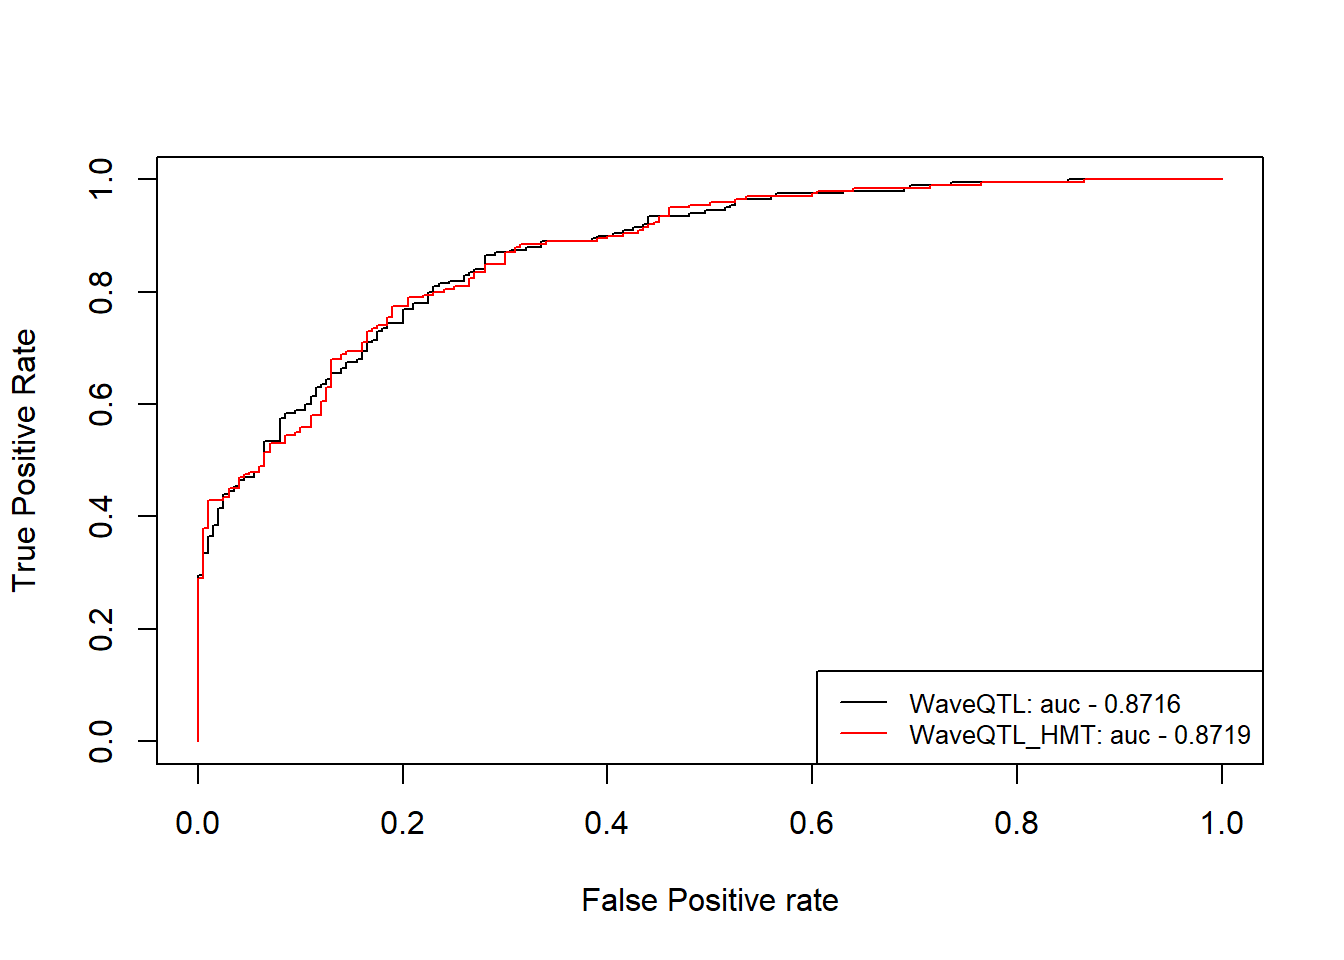 True Positive Rate
1.0
0.8
0.6
0.4
0.2
0.0
WaveQTL: auc - 0.8716
WaveQTL_HMT: auc - 0.8719
0.0 0.2 0.4 0.6 0.8 1.0
False Positive rate